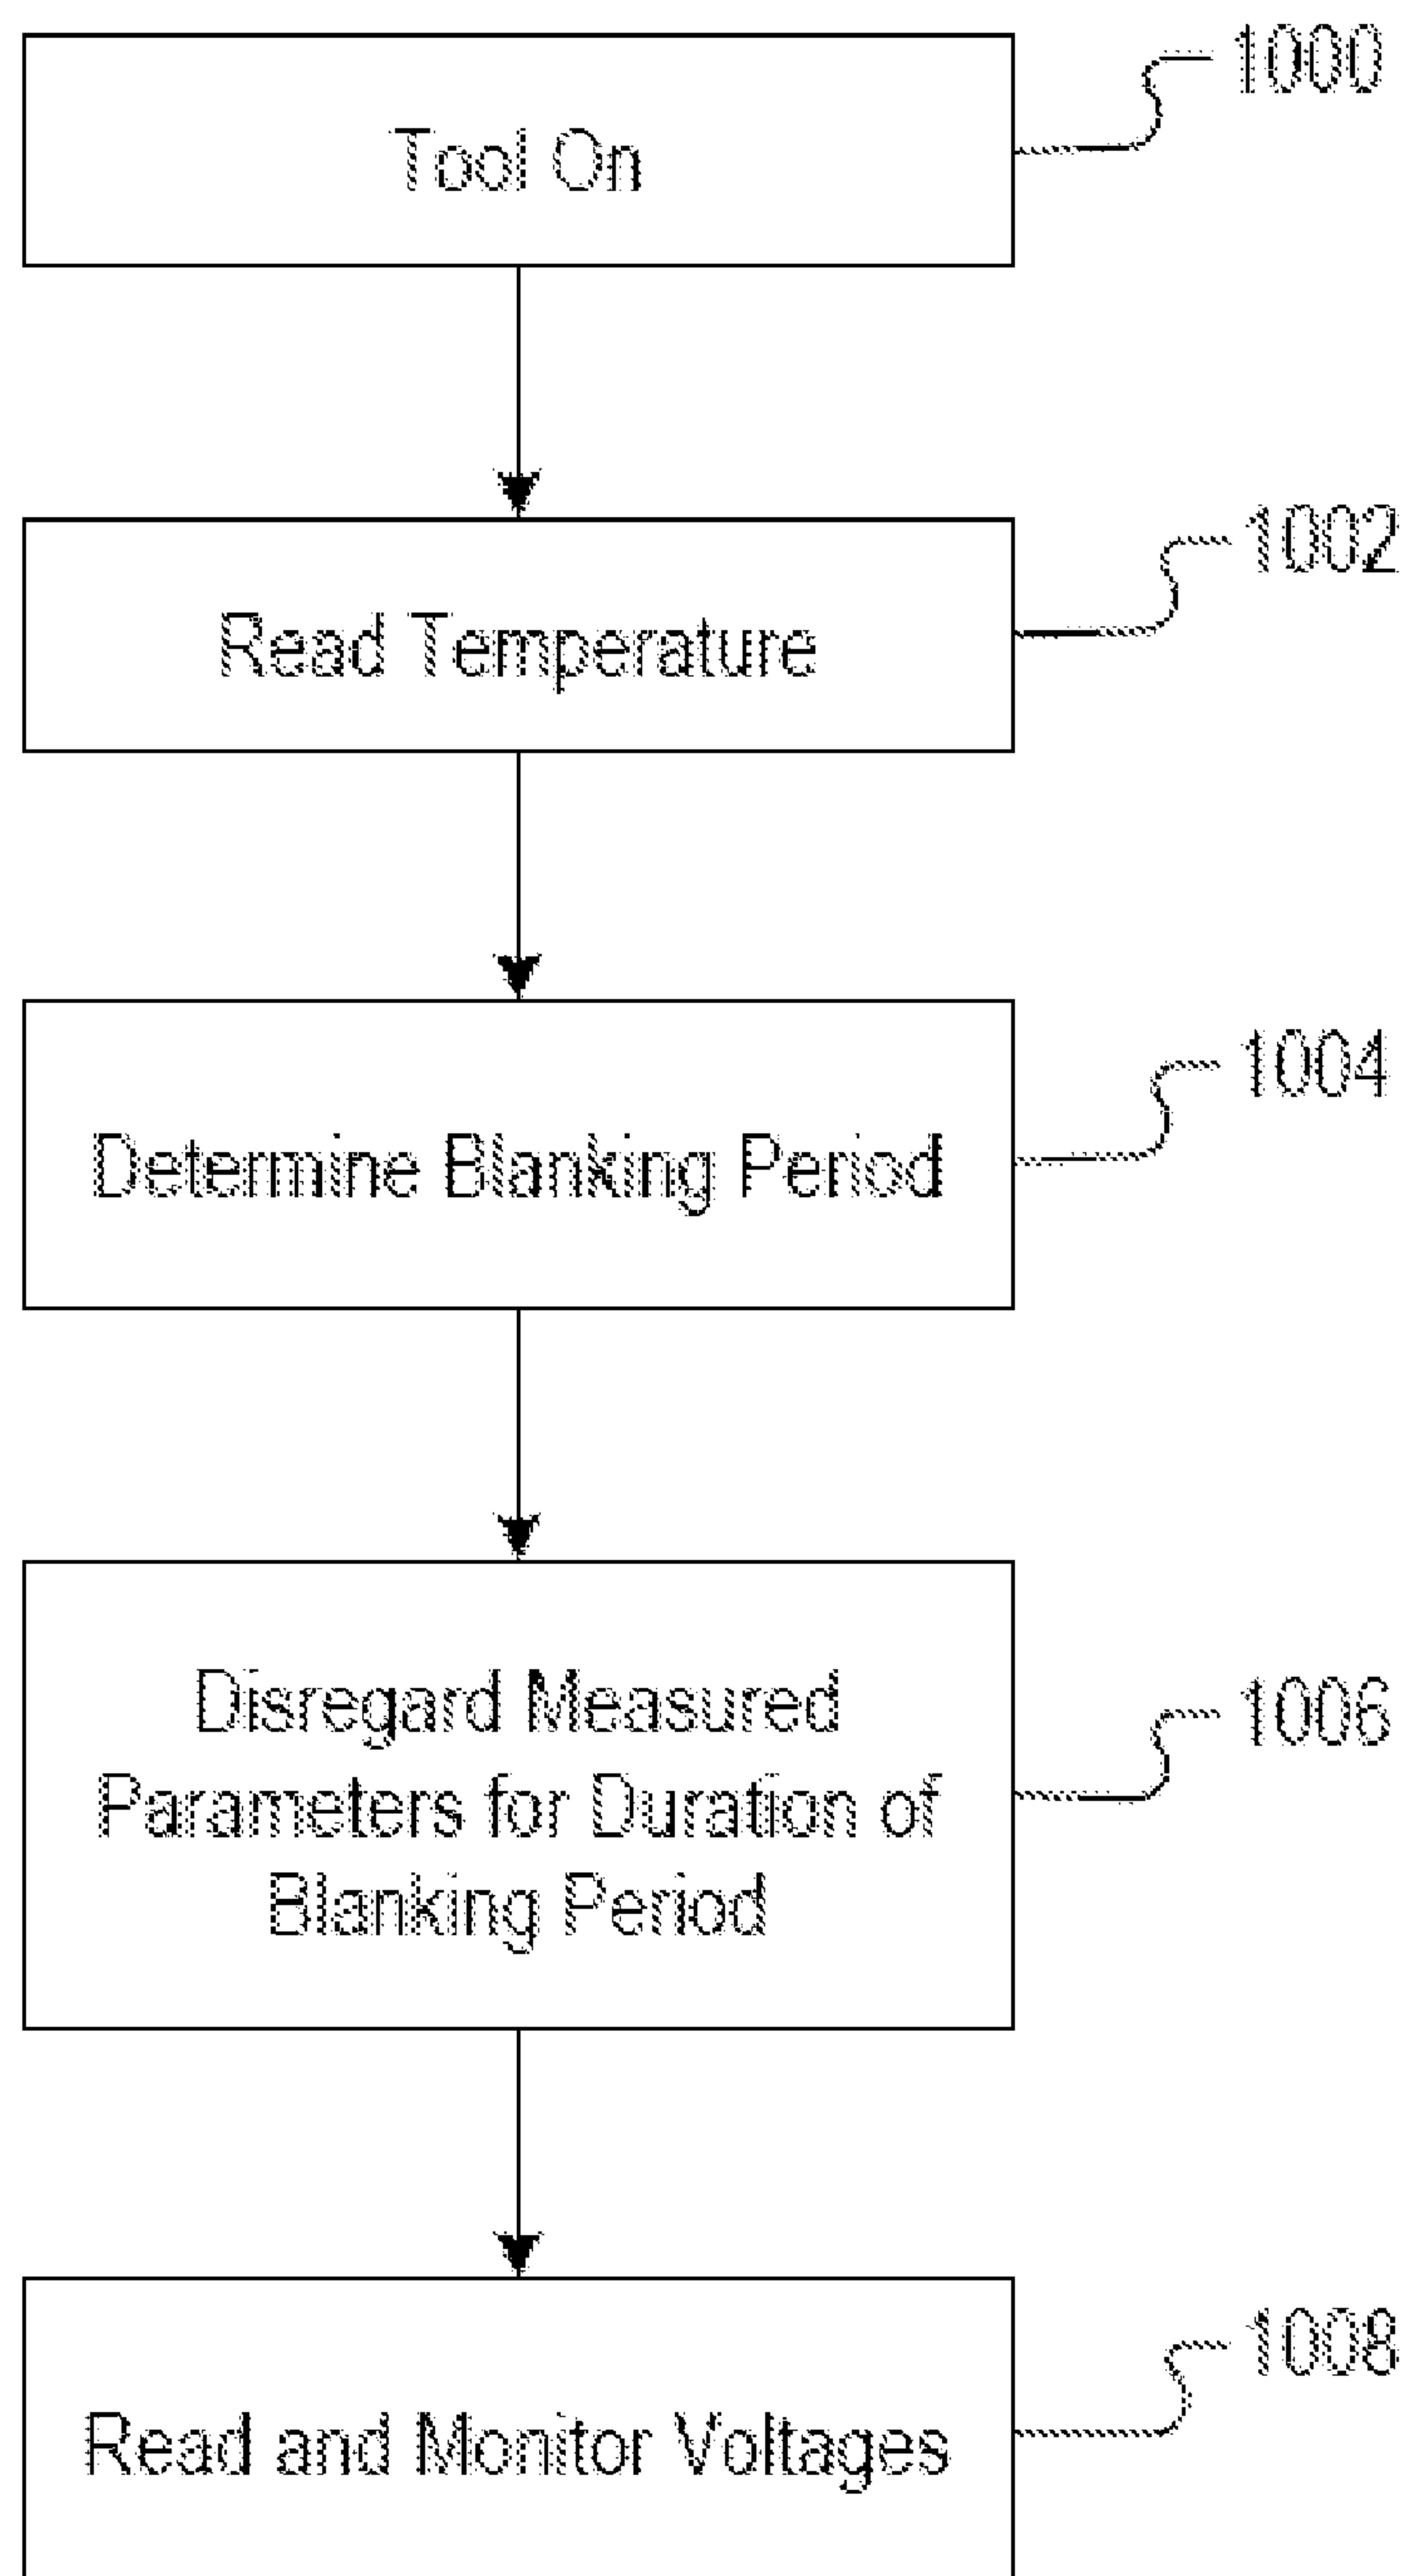 Tool On
1000
Read Temperature
1002
Determine Blanking Period
1004
Disregard Measured
Parameters for Duration of
Blanking Period
1006
Read and Monitor Voltages
1008